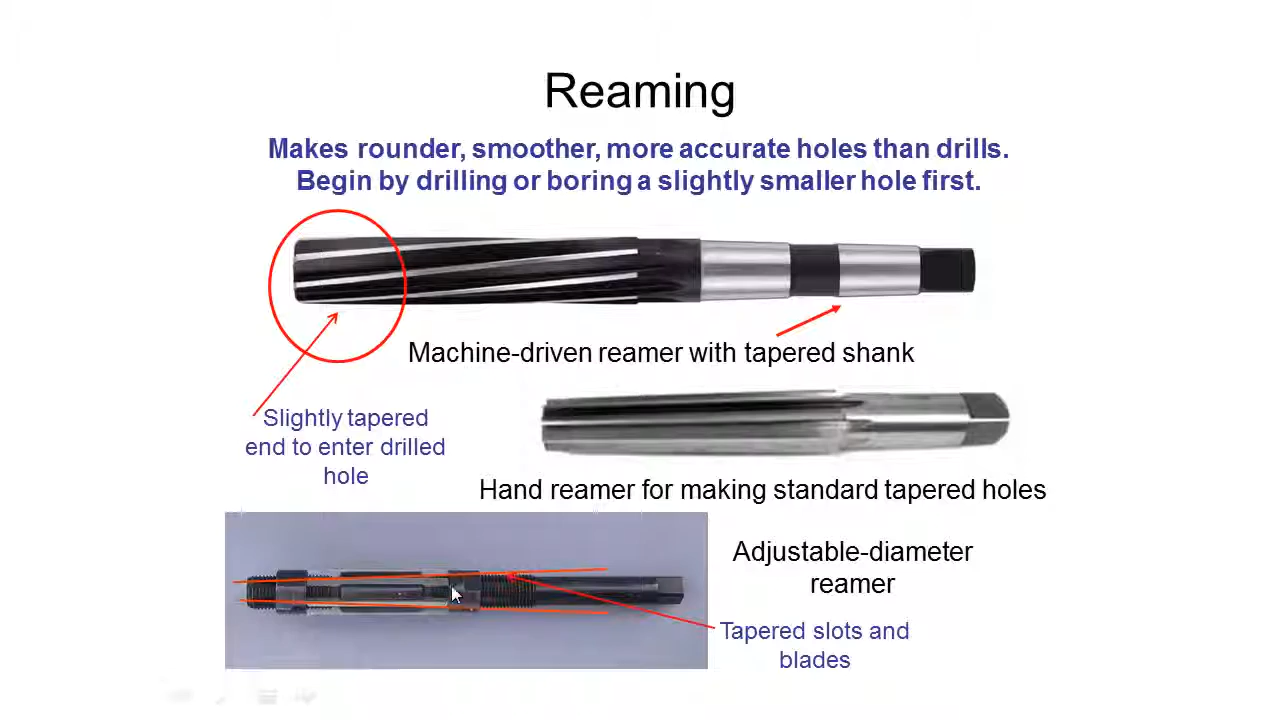 Reaming
Makes rounder, smoother, more accurate holes than drills.
Begin by drilling or boring a slightly smaller hole first.
Machine-driven reamer with tapered shank
Slightly tapered
end to enter drilled
hole
Hand reamer for making standard tapered holes
Adjustable-diameter
reamer
Tapered slots and
blades